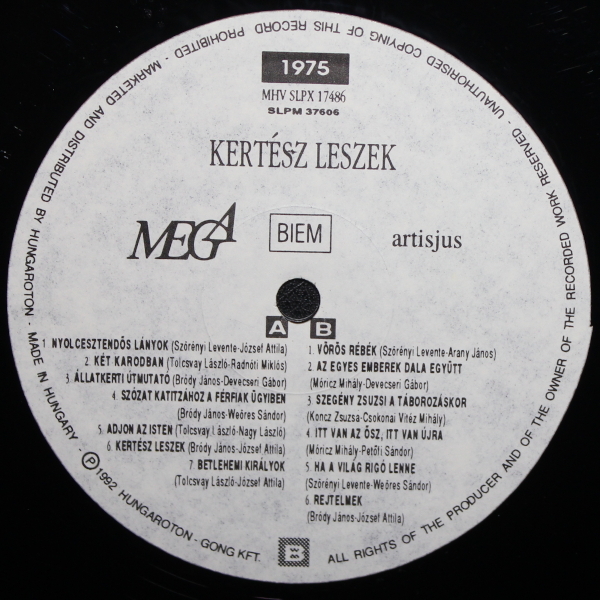 UNAUTHORISED COPYING OF THIS RECORD PROHIBITED - MARKETED AND DISTRIBUTED BY HUNGAROTON - MADE IN HUNGARY - Ⓟ 1992 HUNGAROTON-GONG KFT.
ALL RIGHTS OF THE PRODUCER AND OF THE OWNER OF THE RECORDED WORK RESERVED -
1975
MHV SLPX 17486
SLPM 37606
KERTÉSZ LESZEK
MEGA
BIEM
artisjus
A B
1 NYOLCESZTENDŐS LÁNYOK (Szörényi Levente-József Attila)
2. KÉT KARODBAN (Tolcsvay László-Radnóti Miklós)
3. ÁLLATKERTI ÚTMUTATÓ (Bródy János-Devecseri Gábor)
4. SZÓZAT KATITZÁHOZ A FÉRFIAK ÜGYIBEN
(Bródy János-Weöres Sándor)
5. ADJON AZ ISTEN (Tolcsvay László-Nagy László)
6. KERTÉSZ LESZEK (Bródy János-József Attila)
7. BETLEHEMI KIRÁLYOK
(Tolcsvay László-József Attila)
1. VÖRÖS RÉBÉK (Szörényi Levente-Arany János)
2. AZ EGYES EMBEREK DALA EGYÜTT
(Móricz Mihály-Devecseri Gábor)
3. SZEGÉNY ZSUZSI A TÁBOROZÁSKOR
(Koncz Zsuzsa-Csokonai Vitéz Mihály)
4. ITT VAN AZ ŐSZ, ITT VAN ÚJRA
(Móricz Mihály-Petőfi Sándor)
5. HA A VILÁG RIGÓ LENNE
(Szörényi Levente-Weöres Sándor)
6. REJTELMEK
(Bródy János-József Attila)